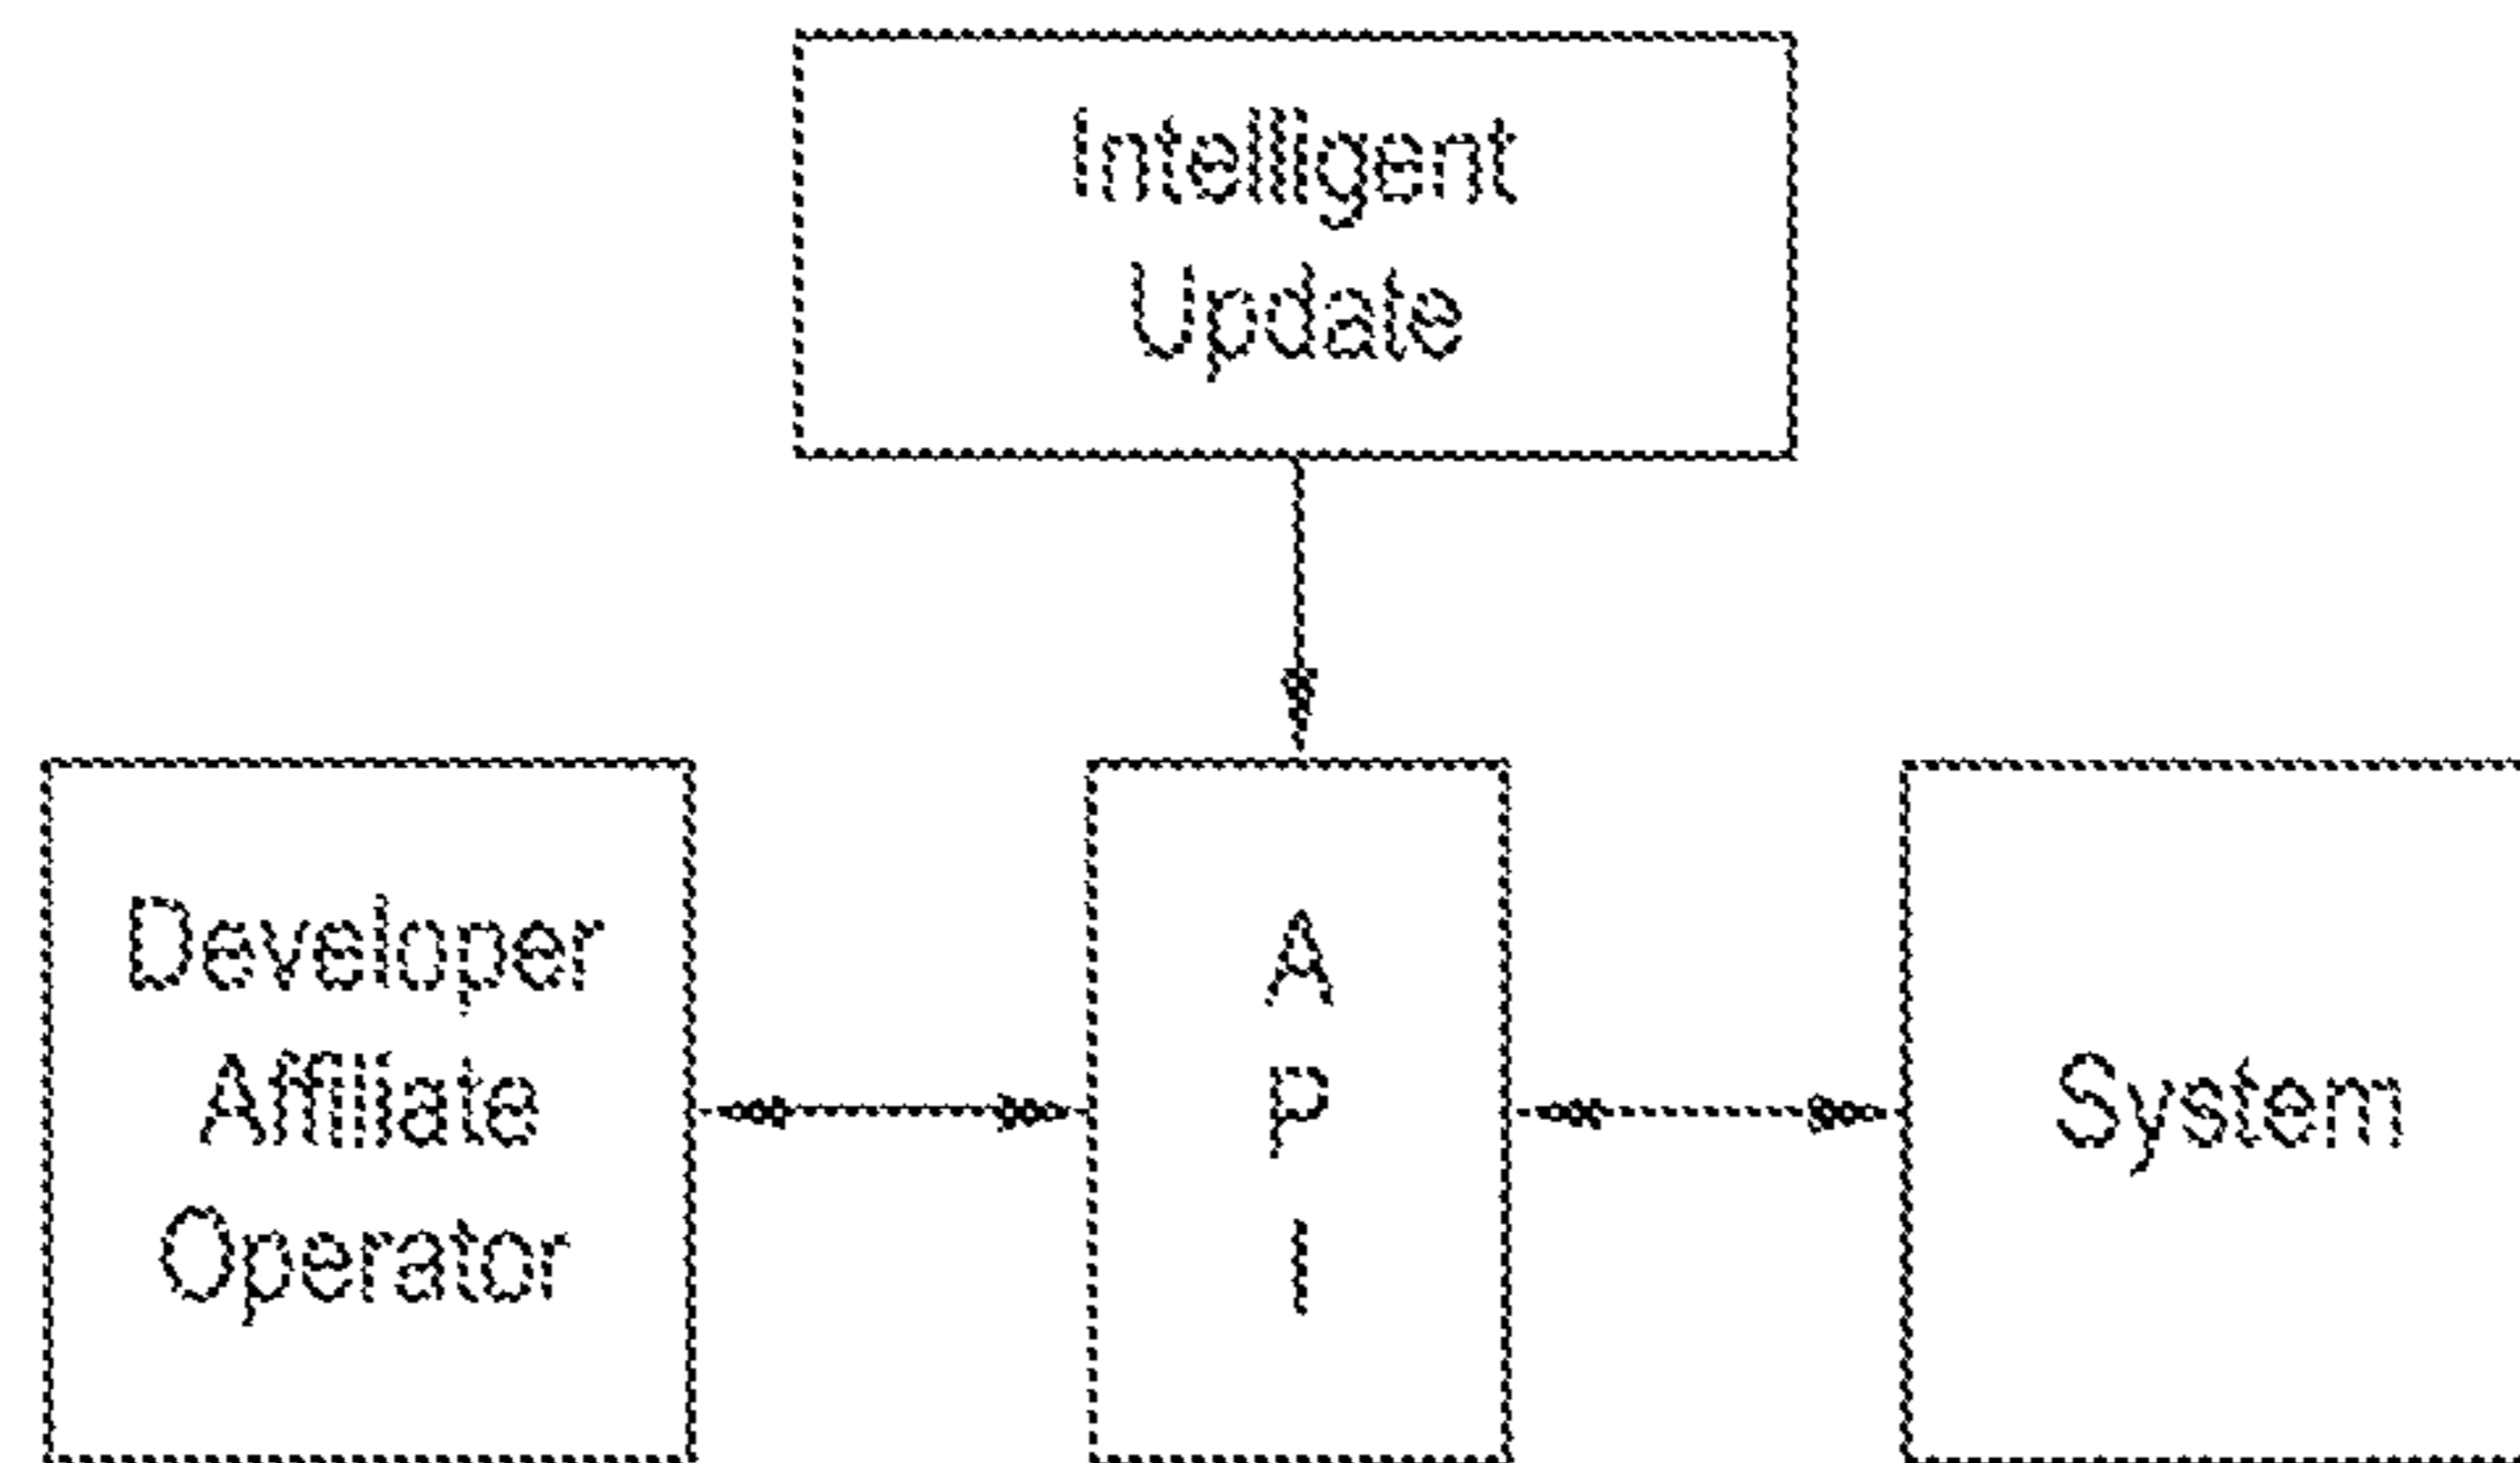 Intelligent
Update
Developer
Affiliate
Operator
A
P
I
System